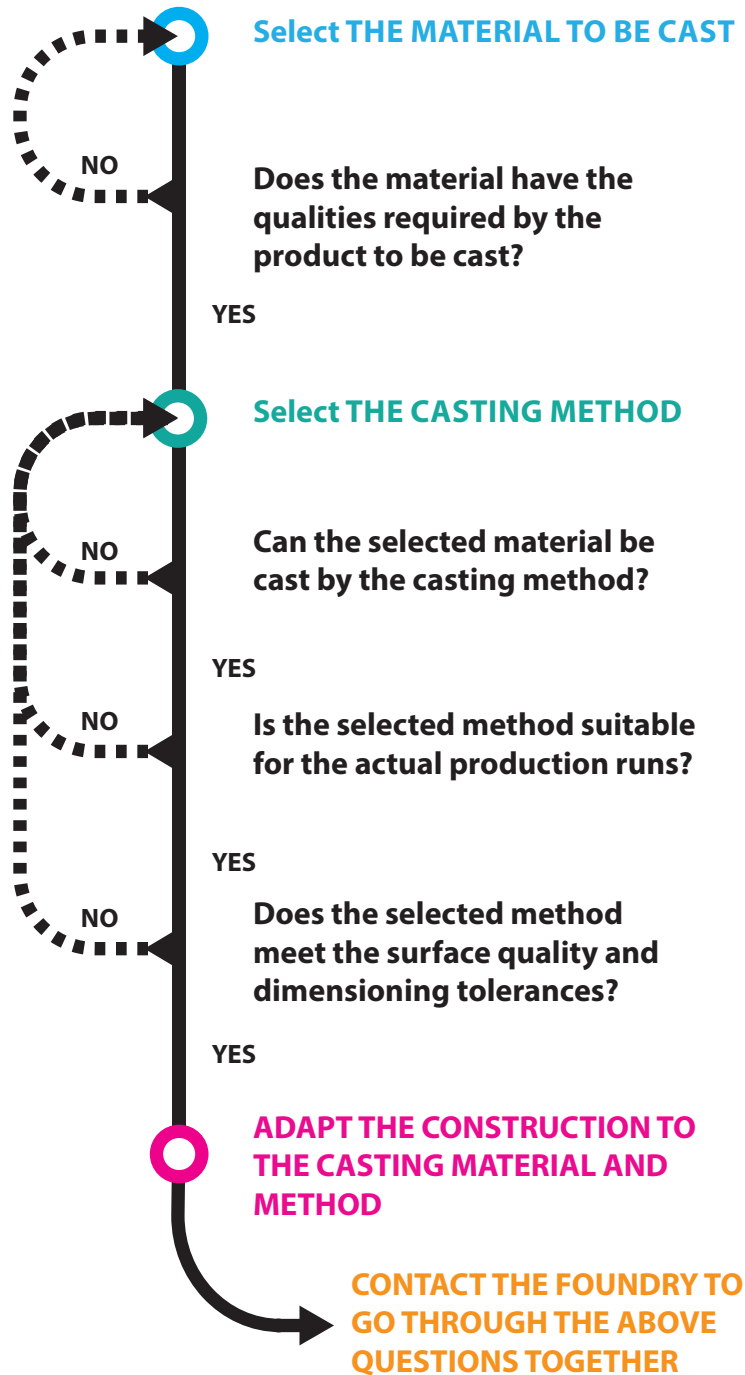 Select THE MATERIAL TO BE CAST
NO
Does the material have the
qualities required by the
product to be cast?
YES
Select THE CASTING METHOD
NO
Can the selected material be
cast by the casting method?
YES
NO
Is the selected method suitable
for the actual production runs?
YES
NO
Does the selected method
meet the surface quality and
dimensioning tolerances?
YES
ADAPT THE CONSTRUCTION TO
THE CASTING MATERIAL AND
METHOD
CONTACT THE FOUNDRY TO
GO THROUGH THE ABOVE
QUESTIONS TOGETHER